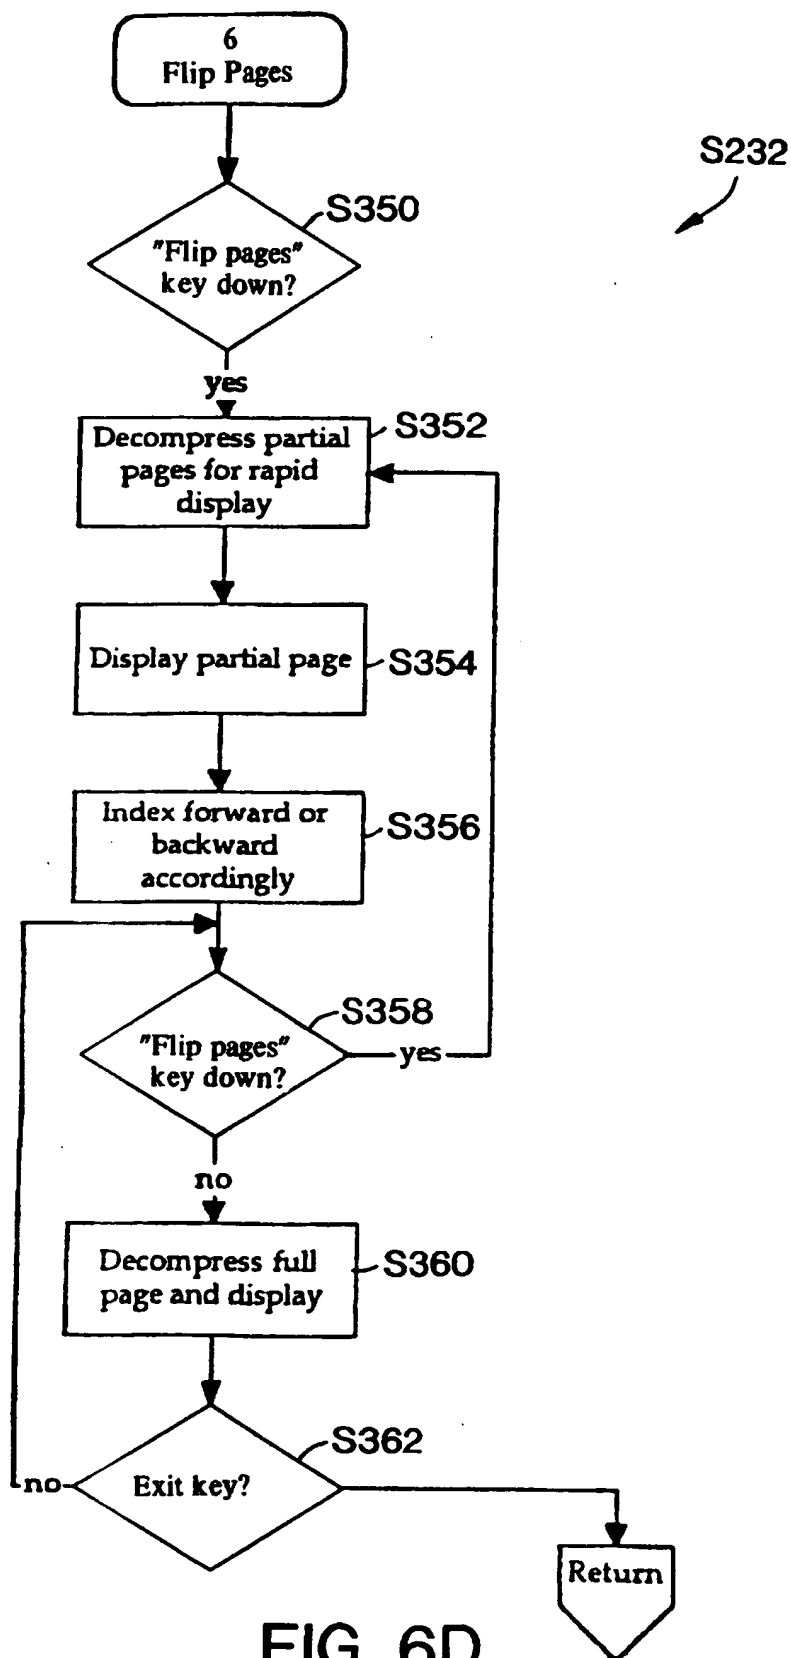 6
Flip Pages
S232
S350
"Flip pages"
key down?
yes
S352
Decompress partial
pages for rapid
display
Display partial page
S354
Index forward or
backward
accordingly
S356
S358
"Flip pages"
key down?
yes
no
Decompress full
page and display
S360
S362
Exit key?
no
Return
FIG. 6D